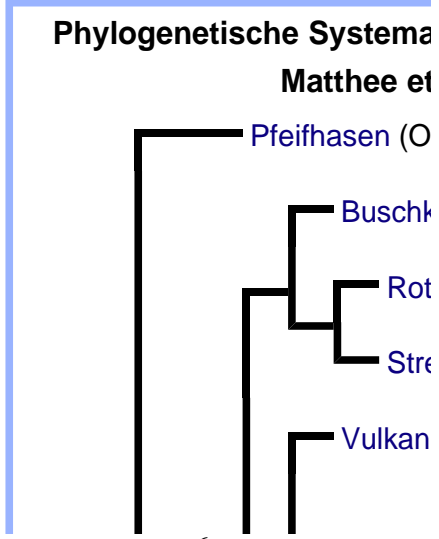 Phylogenetische Systema
Matthee et
Pfeifhasen (O
Buschk
Rot
Stre
Vulkan